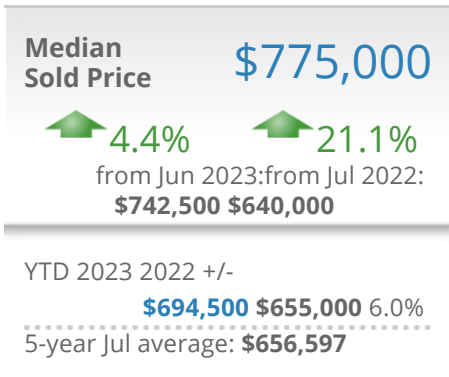 Median
Sold Price
$775,000
4.4%
21.1%
from Jun 2023:from Jul 2022:
$742,500 $640,000
YTD 2023 2022 +/-
$694,500 $655,000 6.0%
5-year Jul average: $656,597